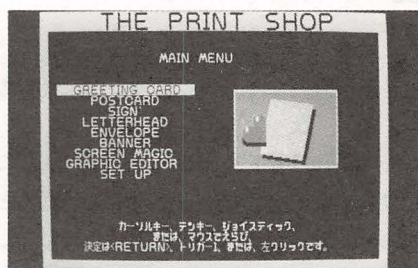 THE PRINT SHOP
MAIN MENU
GREETING CARD
POSTCARD
SIGN
LETTERHEAD
ENVELOPE
BANNER
SCREEN MAGIC
GRAPHIC EDITOR
SET UP
カーソルキー、テンキー、ジョイスティック、
または、マウスでえらび、
決定は<RETURN>、トリガー1、または、左クリックです。